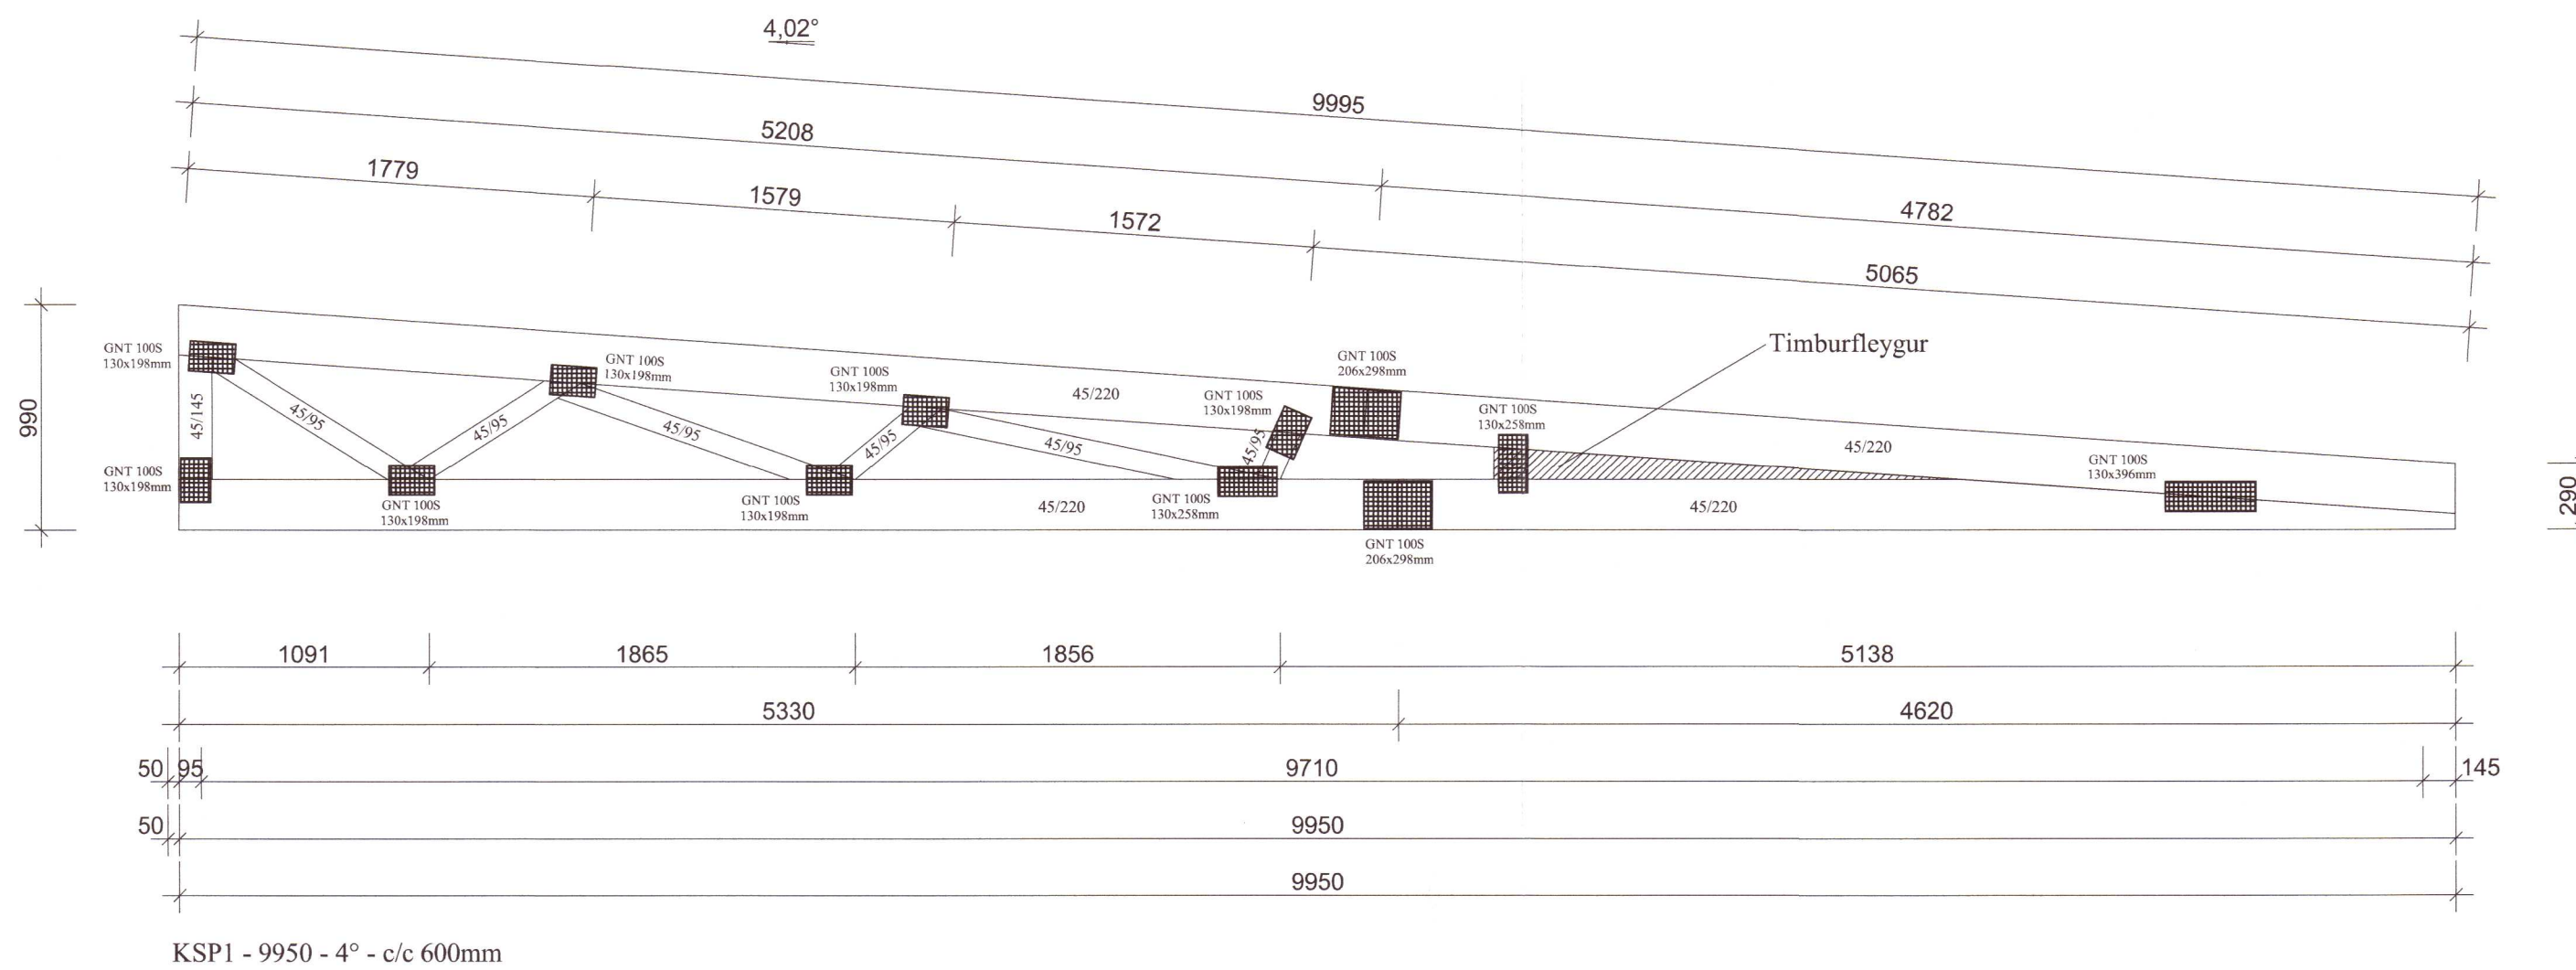 4,02°
9995
5208
4782
1779
1579
1572
5065
Timburfleygur
990
290
GNT 100S
130x198mm
GNT 100S
130x198mm
GNT 100S
130x198mm
45/220
GNT 100S
130x198mm
GNT 100S
206x298mm
GNT 100S
130x258mm
45/220
GNT 100S
130x396mm
45/145
45/95
45/95
45/95
45/95
45/95
45/95
GNT 100S
130x198mm
GNT 100S
130x198mm
GNT 100S
130x198mm
45/220
GNT 100S
130x258mm
45/220
GNT 100S
206x298mm
1091
1865
1856
5138
5330
4620
50
95
9710
145
50
9950
9950
KSP1 - 9950 - 4° - c/c 600mm